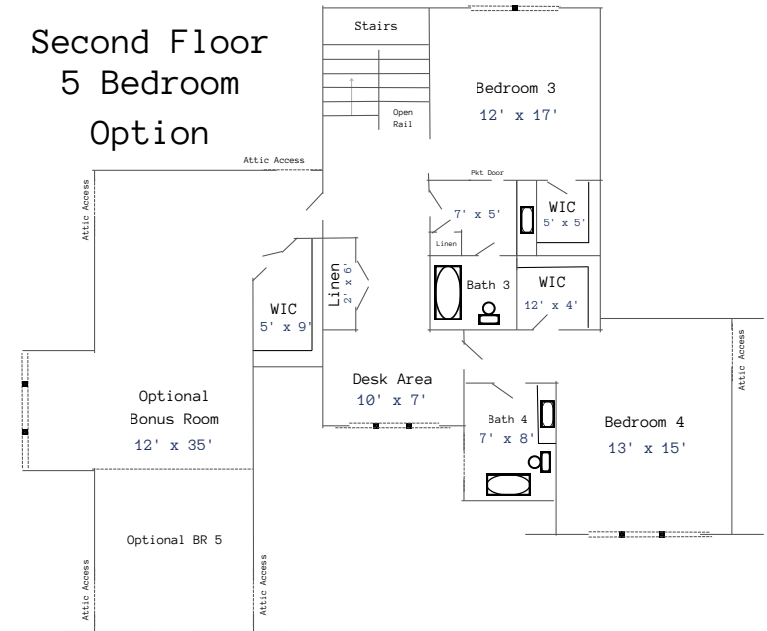 Second Floor
5 Bedroom
Option
Stairs
Open
Rail
Bedroom 3
12' x 17'
Attic Access
Attic Access
Pkt Door
7' x 5'
WIC
5' x 5'
Linen
Linen
2' x 6'
Bath 3
WIC
12' x 4'
WIC
5' x 9'
Attic Access
Desk Area
10' x 7'
Optional
Bonus Room
12' x 35'
Bath 4
7' x 8'
Bedroom 4
13' x 15'
Optional BR 5
Attic Access
Attic Access